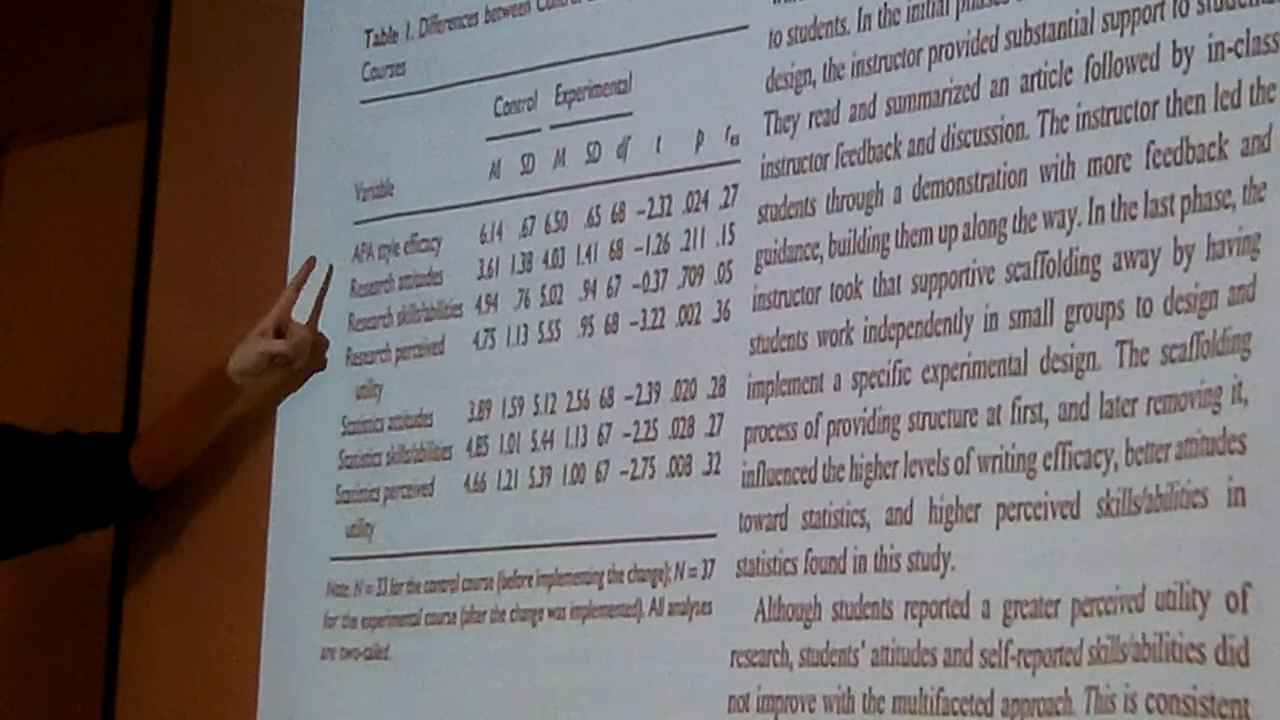 Table 1. Differences between
Courses
Control Experimental
Variable M SD M SD df t p r es
APA style efficacy 6.14 .67 6.50 .65 68 −2.32 .024 .27
Research attitudes 3.61 1.38 4.03 1.41 68 −1.26 .211 .15
Research skills/abilities 4.94 .76 5.02 .94 67 −0.37 .709 .05
Research perceived 4.75 1.13 5.55 .95 68 −3.22 .002 .36
utility
Statistics attitudes 3.89 1.59 5.12 2.56 68 −2.39 .020 .28
Statistics skills/abilities 4.85 1.01 5.44 1.13 67 −2.25 .028 .27
Statistics perceived 4.66 1.21 5.39 1.00 67 −2.75 .008 .32
utility
Note. N = 33 for the control course (before implementing the change); N = 37
for the experimental course (after the change was implemented). All analyses
are two-tailed.
to students. In the initial phases
design, the instructor provided substantial support to
They read and summarized an article followed by in-class
instructor feedback and discussion. The instructor then led the
students through a demonstration with more feedback and
guidance, building them up along the way. In the last phase, the
instructor took that supportive scaffolding away by having
students work independently in small groups to design and
implement a specific experimental design. The scaffolding
process of providing structure at first, and later removing it,
influenced the higher levels of writing efficacy, better attitudes
toward statistics, and higher perceived skills/abilities in
statistics found in this study.
Although students reported a greater perceived utility of
research, students' attitudes and self-reported skills/abilities did
not improve with the multifaceted approach. This is consistent